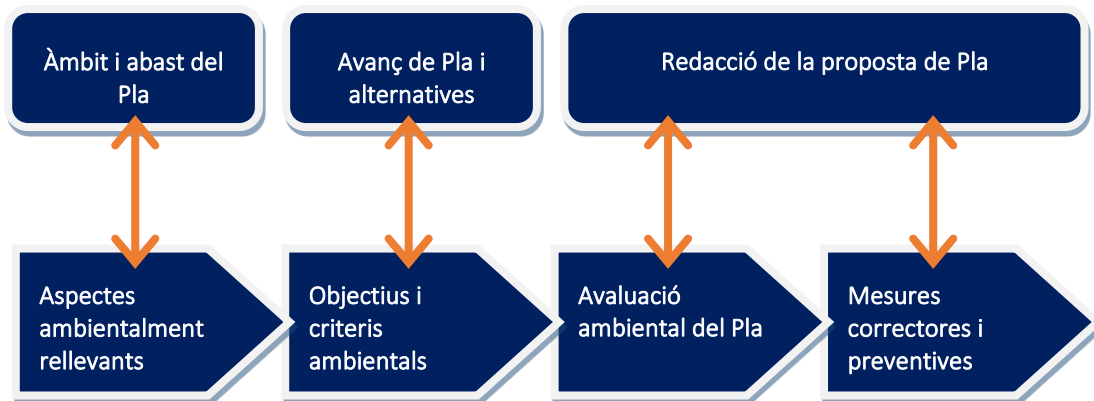 Àmbit i abast del
Pla
Avanç de Pla i
alternatives
Redacció de la proposta de Pla
Aspectes
ambientalment
rellevants
Objectius i
criteris
ambientals
Avaluació
ambiental del Pla
Mesures
correctores i
preventives